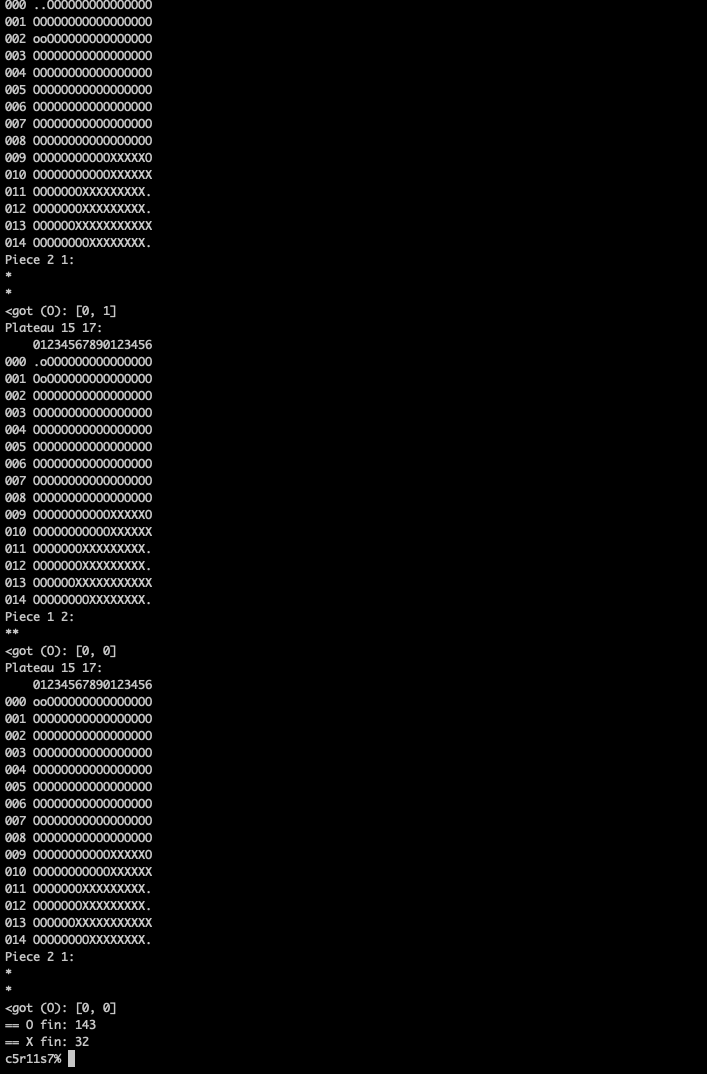 000 ..OOOOOOOOOOOOOOO
001 OOOOOOOOOOOOOOOOO
002 ooOOOOOOOOOOOOOOO
003 OOOOOOOOOOOOOOOOO
004 OOOOOOOOOOOOOOOOO
005 OOOOOOOOOOOOOOOOO
006 OOOOOOOOOOOOOOOOO
007 OOOOOOOOOOOOOOOOO
008 OOOOOOOOOOOOOOOOO
009 OOOOOOOOOOOXXXXXO
010 OOOOOOOOOOOXXXXXX
011 OOOOOOOXXXXXXXXX.
012 OOOOOOOXXXXXXXXX.
013 OOOOOOXXXXXXXXXXX
014 OOOOOOOOXXXXXXXX.
Piece 2 1:
*
*
<got (O): [0, 1]
Plateau 15 17:
    01234567890123456
000 .oOOOOOOOOOOOOOOO
001 OoOOOOOOOOOOOOOOO
002 OOOOOOOOOOOOOOOOO
003 OOOOOOOOOOOOOOOOO
004 OOOOOOOOOOOOOOOOO
005 OOOOOOOOOOOOOOOOO
006 OOOOOOOOOOOOOOOOO
007 OOOOOOOOOOOOOOOOO
008 OOOOOOOOOOOOOOOOO
009 OOOOOOOOOOOXXXXXO
010 OOOOOOOOOOOXXXXXX
011 OOOOOOOXXXXXXXXX.
012 OOOOOOOXXXXXXXXX.
013 OOOOOOXXXXXXXXXXX
014 OOOOOOOOXXXXXXXX.
Piece 1 2:
**
<got (O): [0, 0]
Plateau 15 17:
    01234567890123456
000 ooOOOOOOOOOOOOOOO
001 OOOOOOOOOOOOOOOOO
002 OOOOOOOOOOOOOOOOO
003 OOOOOOOOOOOOOOOOO
004 OOOOOOOOOOOOOOOOO
005 OOOOOOOOOOOOOOOOO
006 OOOOOOOOOOOOOOOOO
007 OOOOOOOOOOOOOOOOO
008 OOOOOOOOOOOOOOOOO
009 OOOOOOOOOOOXXXXXO
010 OOOOOOOOOOOXXXXXX
011 OOOOOOOXXXXXXXXX.
012 OOOOOOOXXXXXXXXX.
013 OOOOOOXXXXXXXXXXX
014 OOOOOOOOXXXXXXXX.
Piece 2 1:
*
*
<got (O): [0, 0]
== O fin: 143
== X fin: 32
c5r11s7%